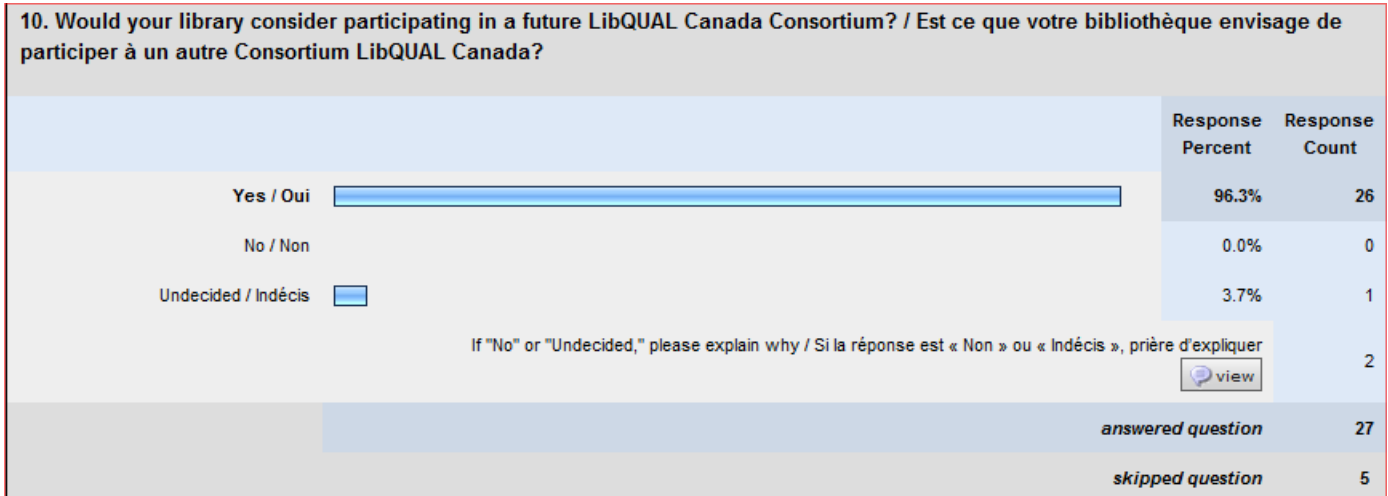 10. Would your library consider participating in a future LibQUAL Canada Consortium? / Est ce que votre bibliothèque envisage de
participer à un autre Consortium LibQUAL Canada?
Response Percent
Response Count
Yes / Oui 96.3% 26
No / Non 0.0% 0
Undecided / Indécis 3.7% 1
If "No" or "Undecided," please explain why / Si la réponse est « Non » ou « Indécis », prière d'expliquer
view
2
answered question 27
skipped question 5